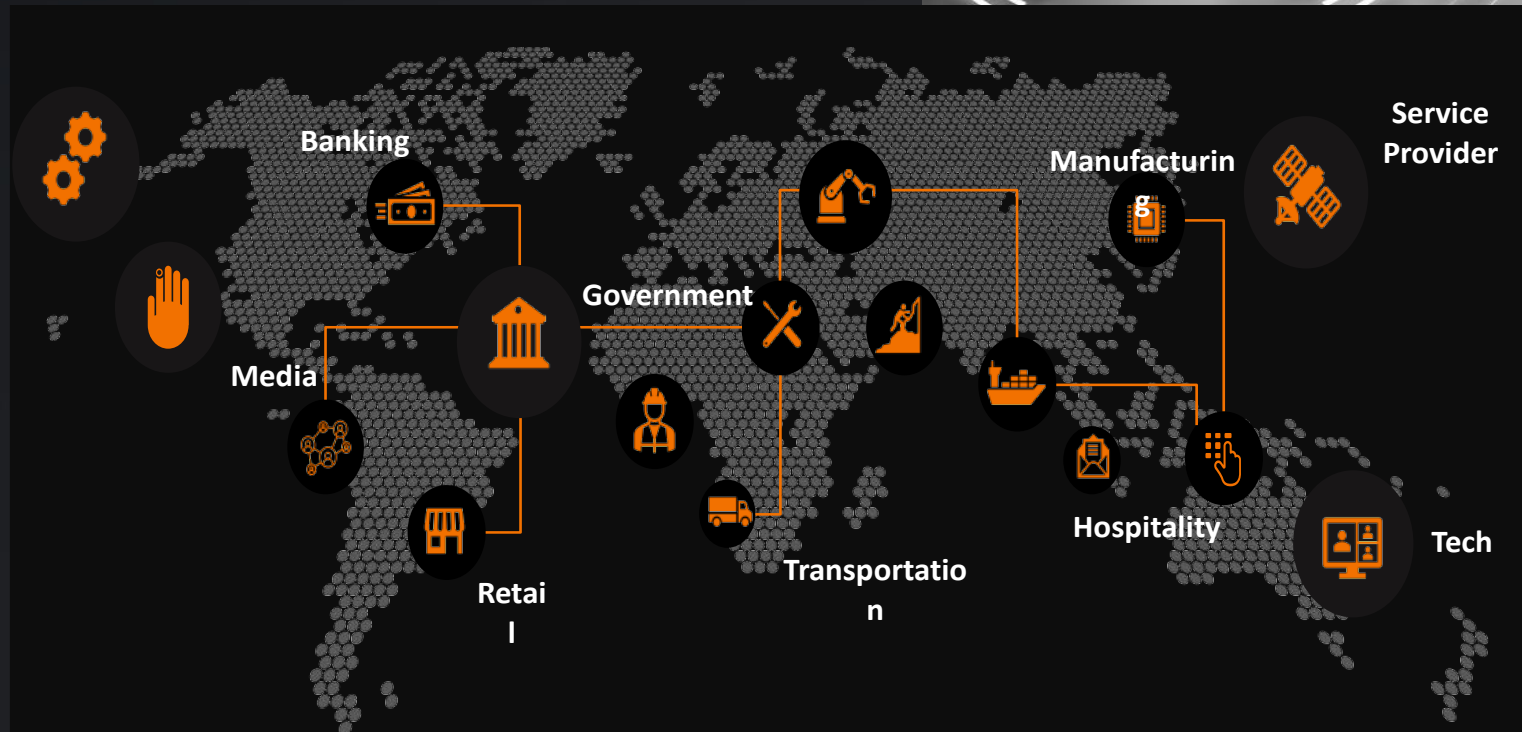 Service
Provider
Banking
Manufacturin
g
Government
Media
Hospitality
Tech
Transportatio
n
Retai
l